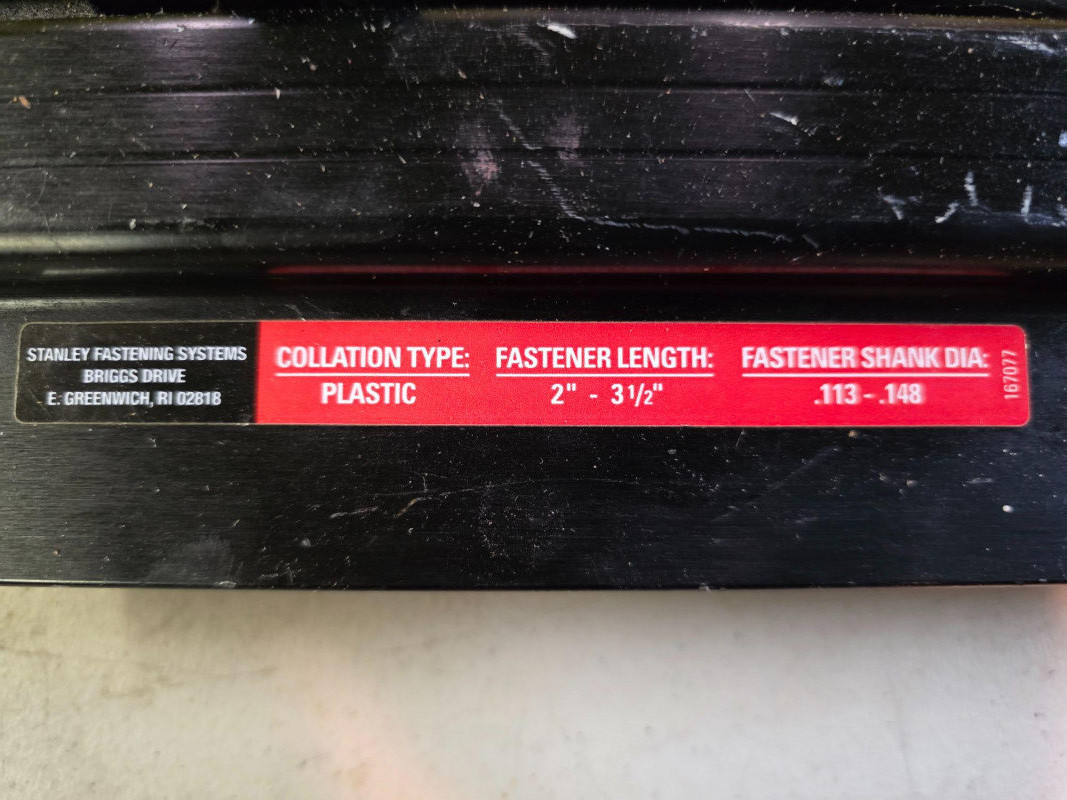 STANLEY FASTENING SYSTEMS
BRIGGS DRIVE
E. GREENWICH, RI 02818
COLLATION TYPE:
PLASTIC
FASTENER LENGTH:
2" - 3 1/2"
FASTENER SHANK DIA:
.113 - .148
167077